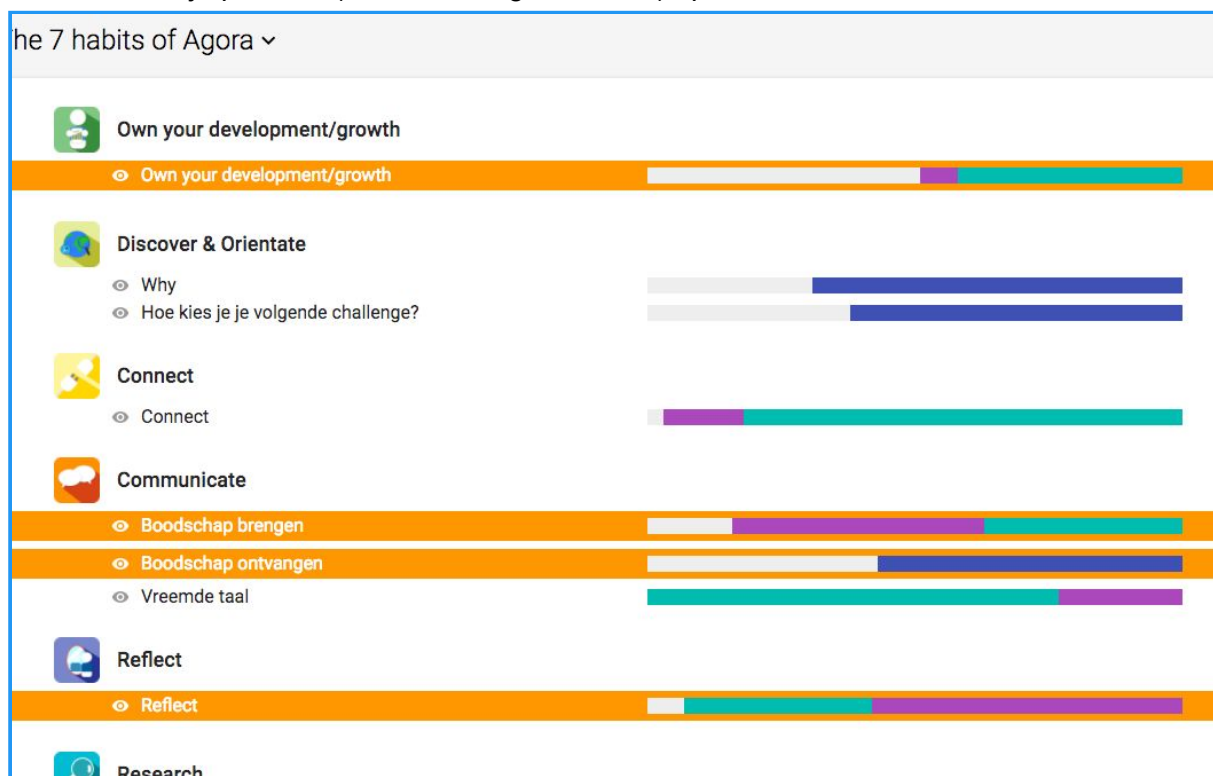 he 7 habits of Agora
Own your development/growth
Own your development/growth
Discover & Orientate
Why
Hoe kies je je volgende challenge?
Connect
Connect
Communicate
Boodschap brengen
Boodschap ontvangen
Vreemde taal
Reflect
Reflect
Research